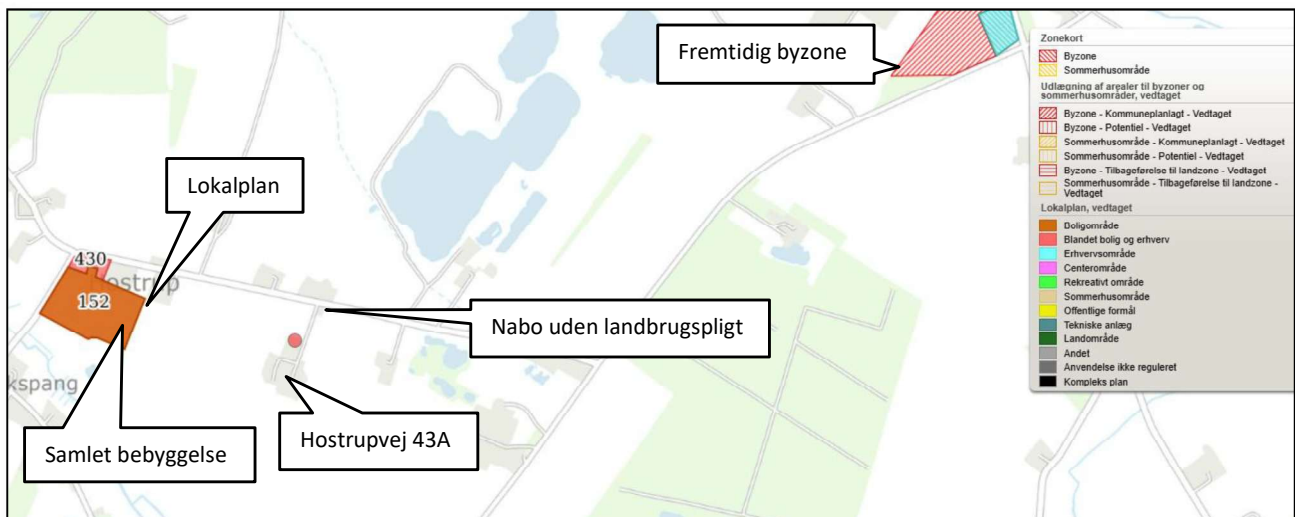 Fremtidig byzone
Lokalplan
430
Hostrup
152
Nabo uden landbrugspligt
kspang
Hostrupvej 43A
Samlet bebyggelse
Zonekort
Byzone
Sommerhusområde
Udlægning af arealer til byzoner og
sommerhusområder, vedtaget
Byzone - Kommuneplanlagt - Vedtaget
Byzone - Potentiel - Vedtaget
Sommerhusområde - Kommuneplanlagt - Vedtaget
Sommerhusområde - Potentiel - Vedtaget
Byzone - Tilbageførelse til landzone - Vedtaget
Sommerhusområde - Tilbageførelse til landzone -
Vedtaget
Lokalplan, vedtaget
Boligområde
Blandet bolig og erhverv
Erhvervsområde
Centerområde
Rekreativt område
Sommerhusområde
Offentlige formål
Tekniske anlæg
Landområde
Andet
Anvendelse ikke reguleret
Kompleks plan